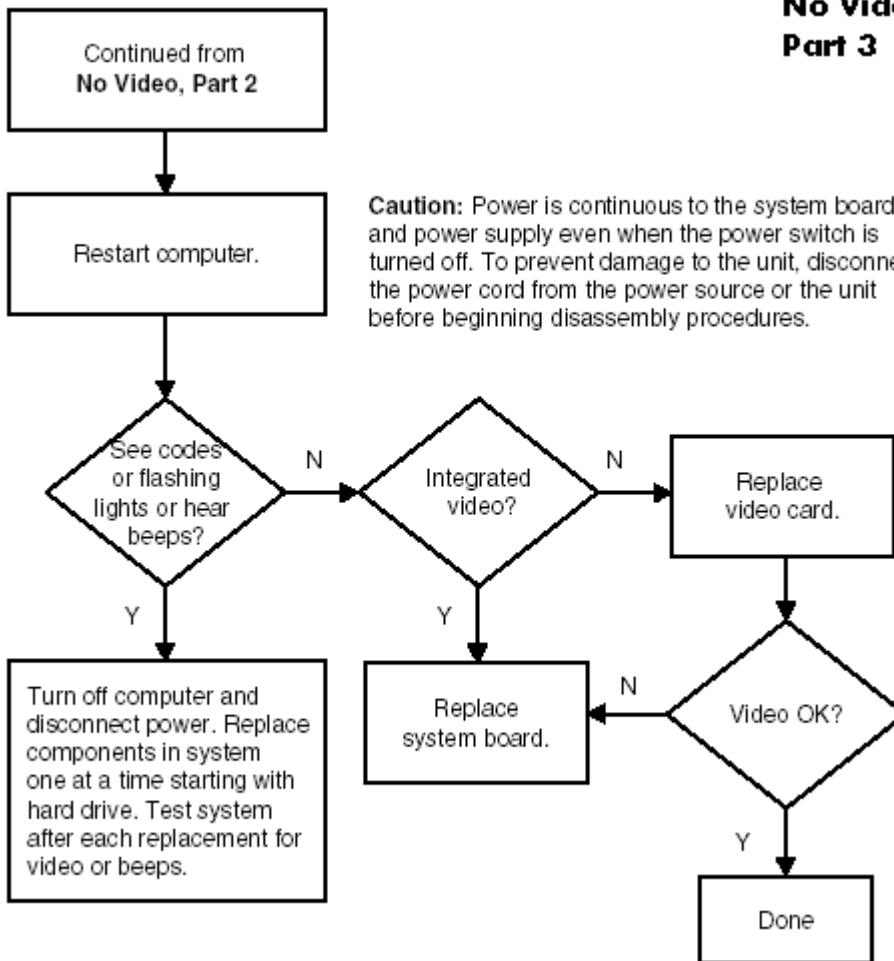 No Vide
Part 3
Continued from
No Video, Part 2
Restart computer.
Caution: Power is continuous to the system board
and power supply even when the power switch is
turned off. To prevent damage to the unit, disconne
the power cord from the power source or the unit
before beginning disassembly procedures.
See codes
or flashing
lights or hear
beeps?
N
Integrated
video?
N
Replace
video card.
Y
Y
Turn off computer and
disconnect power. Replace
components in system
one at a time starting with
hard drive. Test system
after each replacement for
video or beeps.
Replace
system board.
N
Video OK?
Y
Done